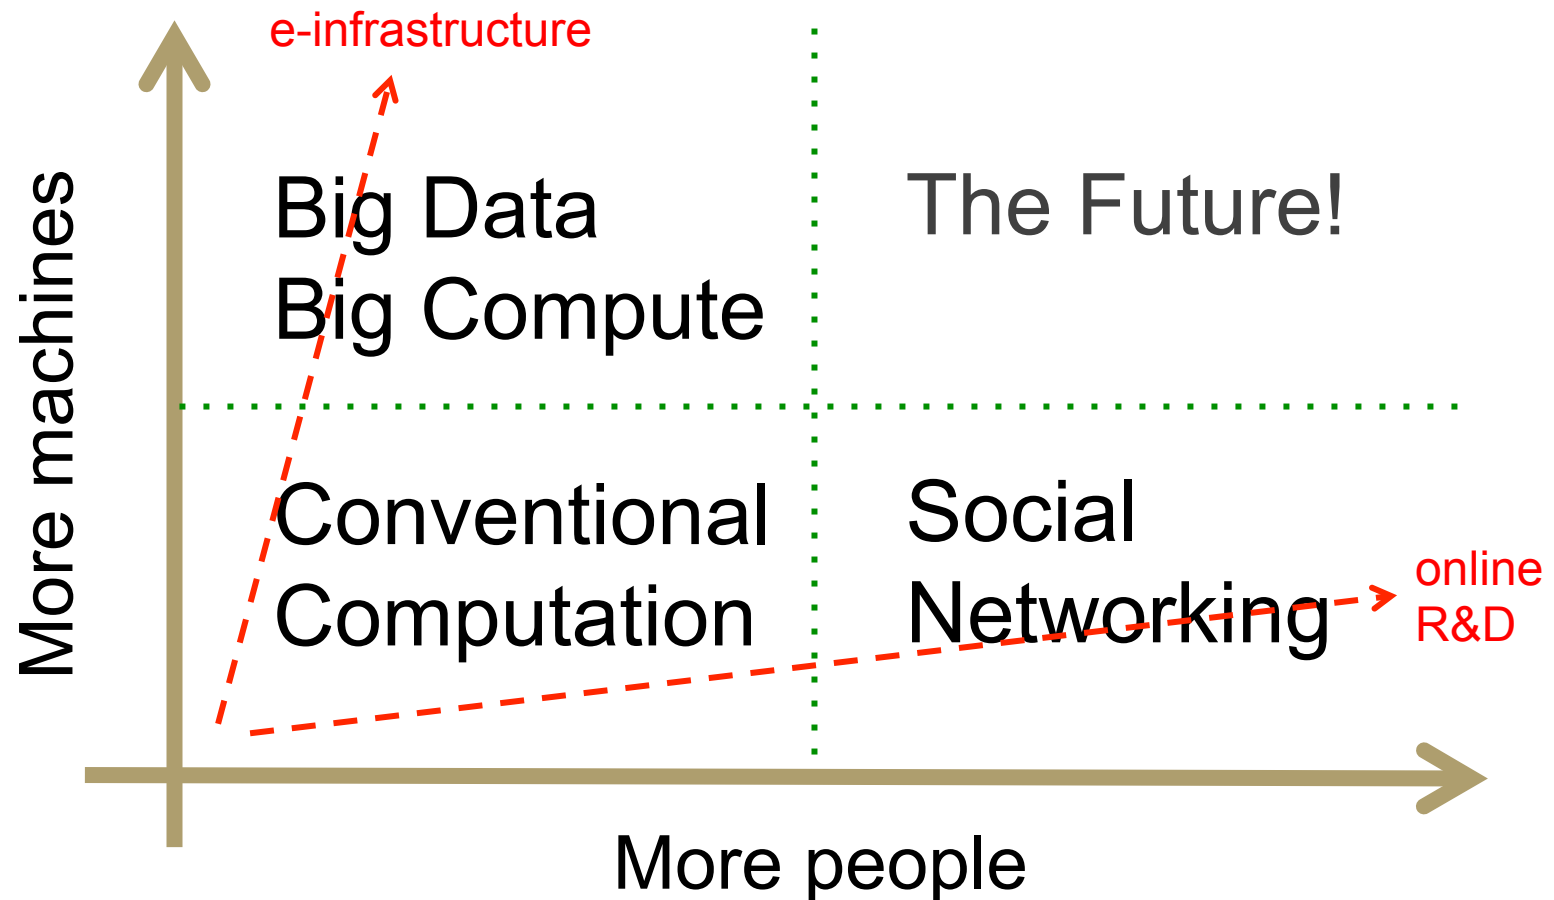 e-infrastructure
Big Data
Big Compute
The Future!
More machines
Conventional
Computation
Social
Networking
online
R&D
More people